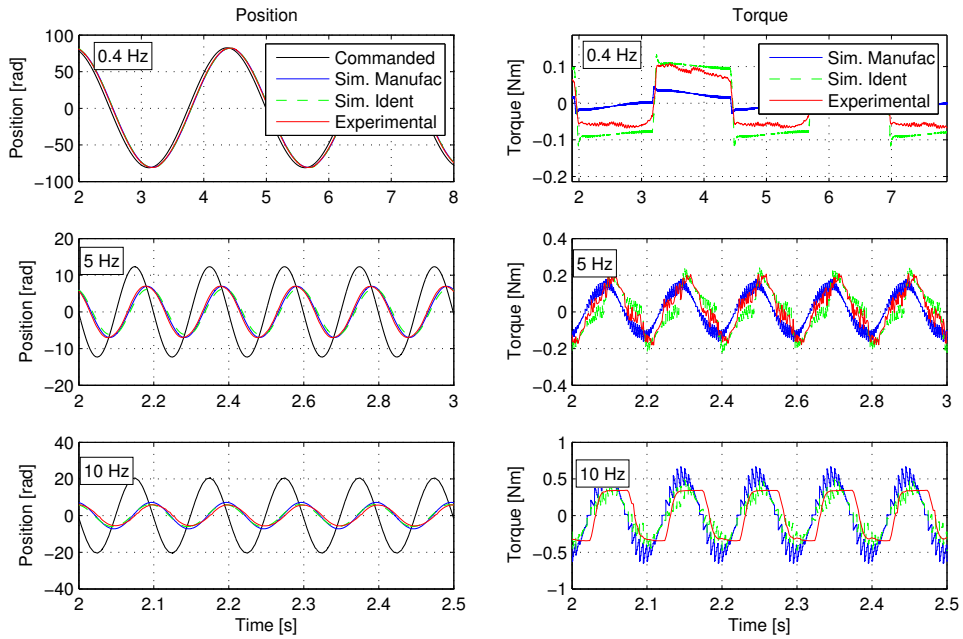 Position
Torque
100
50
0
−50
−100
Position [rad]
0.4 Hz
Commanded
Sim. Manufac
Sim. Ident
Experimental
2 3 4 5 6 7 8
0.1
0
−0.1
−0.2
Torque [Nm]
0.4 Hz
Sim. Manufac
Sim. Ident
Experimental
2 3 4 5 6 7
20
10
0
−10
−20
Position [rad]
5 Hz
2 2.2 2.4 2.6 2.8 3
0.4
0.2
0
−0.2
−0.4
Torque [Nm]
5 Hz
2 2.2 2.4 2.6 2.8 3
40
20
0
−20
−40
Position [rad]
10 Hz
2 2.1 2.2 2.3 2.4 2.5
Time [s]
1
0.5
0
−0.5
−1
Torque [Nm]
10 Hz
2 2.1 2.2 2.3 2.4 2.5
Time [s]